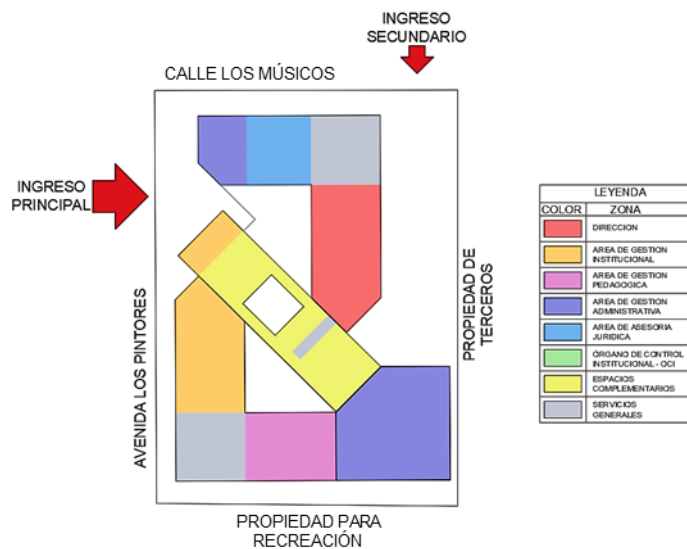 INGRESO
SECUNDARIO
CALLE LOS MÚSICOS
INGRESO
PRINCIPAL
AVENIDA LOS PINTORES
PROPIEDAD DE
TERCEROS
PROPIEDAD PARA
RECREACIÓN
LEYENDA
COLOR ZONA
DIRECCION
AREA DE GESTION
INSTITUCIONAL
AREA DE GESTION
PEDAGOGICA
AREA DE GESTION
ADMINISTRATIVA
AREA DE ASESORIA
JURIDICA
ÓRGANO DE CONTROL
INSTITUCIONAL - OCI
ESPACIOS
COMPLEMENTARIOS
SERVICIOS
GENERALES